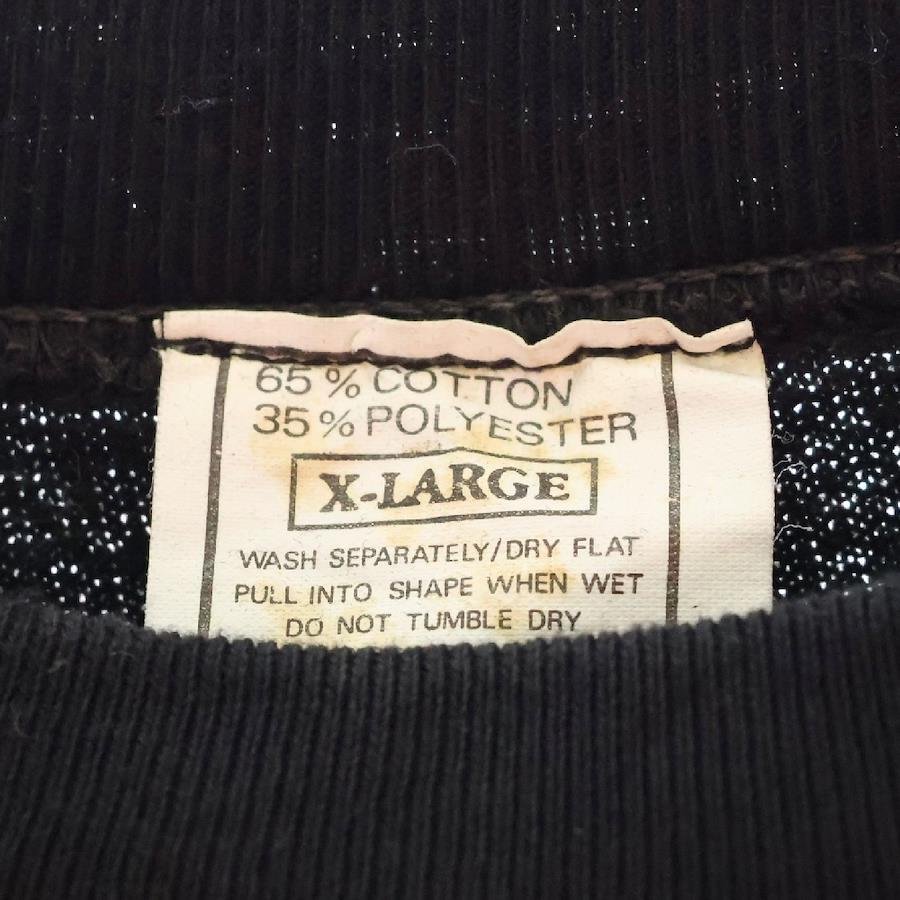 65% COTTON
35% POLYESTER
X-LARGE
WASH SEPARATELY/DRY FLAT
PULL INTO SHAPE WHEN WET
DO NOT TUMBLE DRY